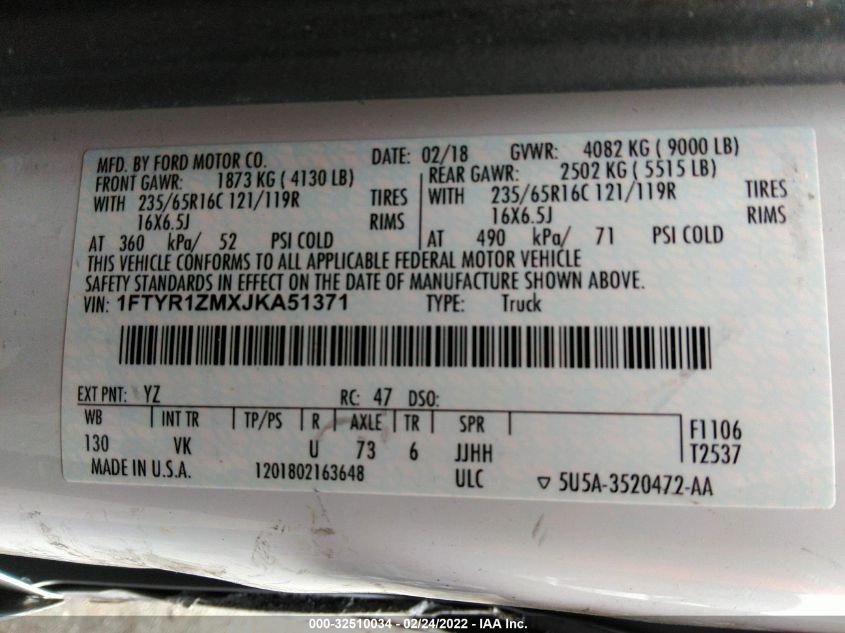 MFD. BY FORD MOTOR CO. DATE: 02/18 GVWR: 4082 KG ( 9000 LB)
FRONT GAWR: 1873 KG ( 4130 LB) REAR GAWR: 2502 KG ( 5515 LB)
WITH 235/65R16C 121/119R TIRES WITH 235/65R16C 121/119R TIRES
16X6.5J RIMS 16X6.5J RIMS
AT 360 kPa/ 52 PSI COLD AT 490 kPa/ 71 PSI COLD
THIS VEHICLE CONFORMS TO ALL APPLICABLE FEDERAL MOTOR VEHICLE
SAFETY STANDARDS IN EFFECT ON THE DATE OF MANUFACTURE SHOWN ABOVE.
VIN: 1FTYR1ZMXJKA51371 TYPE: Truck
EXT PNT: YZ RC: 47 DSO:
WB INT TR TP/PS R AXLE TR SPR F1106
130 VK U 73 6 JJHH T2537
MADE IN U.S.A. 1201802163648 ULC ▽ 5U5A-3520472-AA
000-32510034 - 02/24/2022 - IAA Inc.